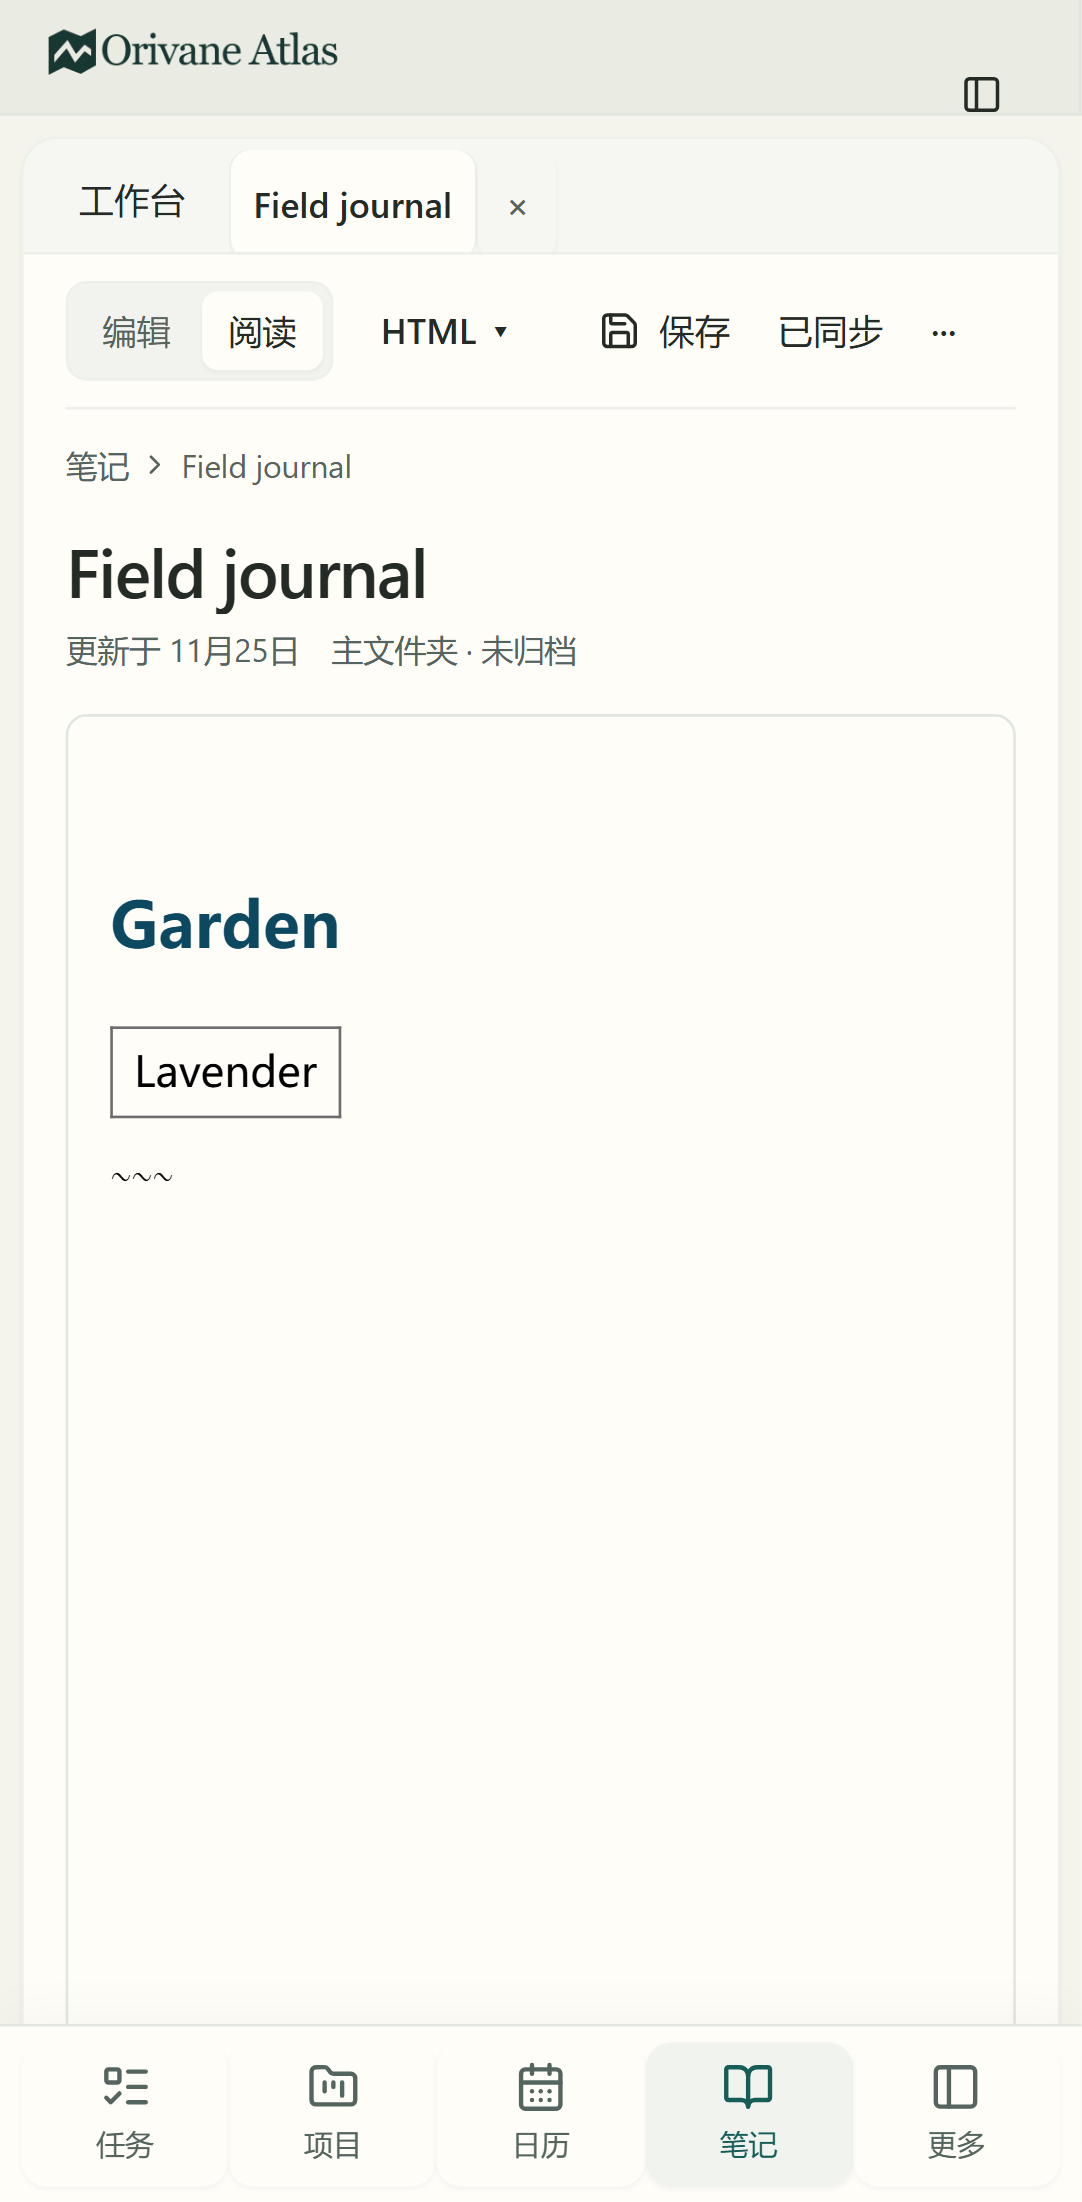 Orivane Atlas
工作台 Field journal ×
编辑 阅读 HTML ▼ 保存 已同步 ···
笔记 > Field journal
Field journal
更新于 11月25日 主文件夹 · 未归档
Garden
Lavender
~~~
任务 项目 日历 笔记 更多